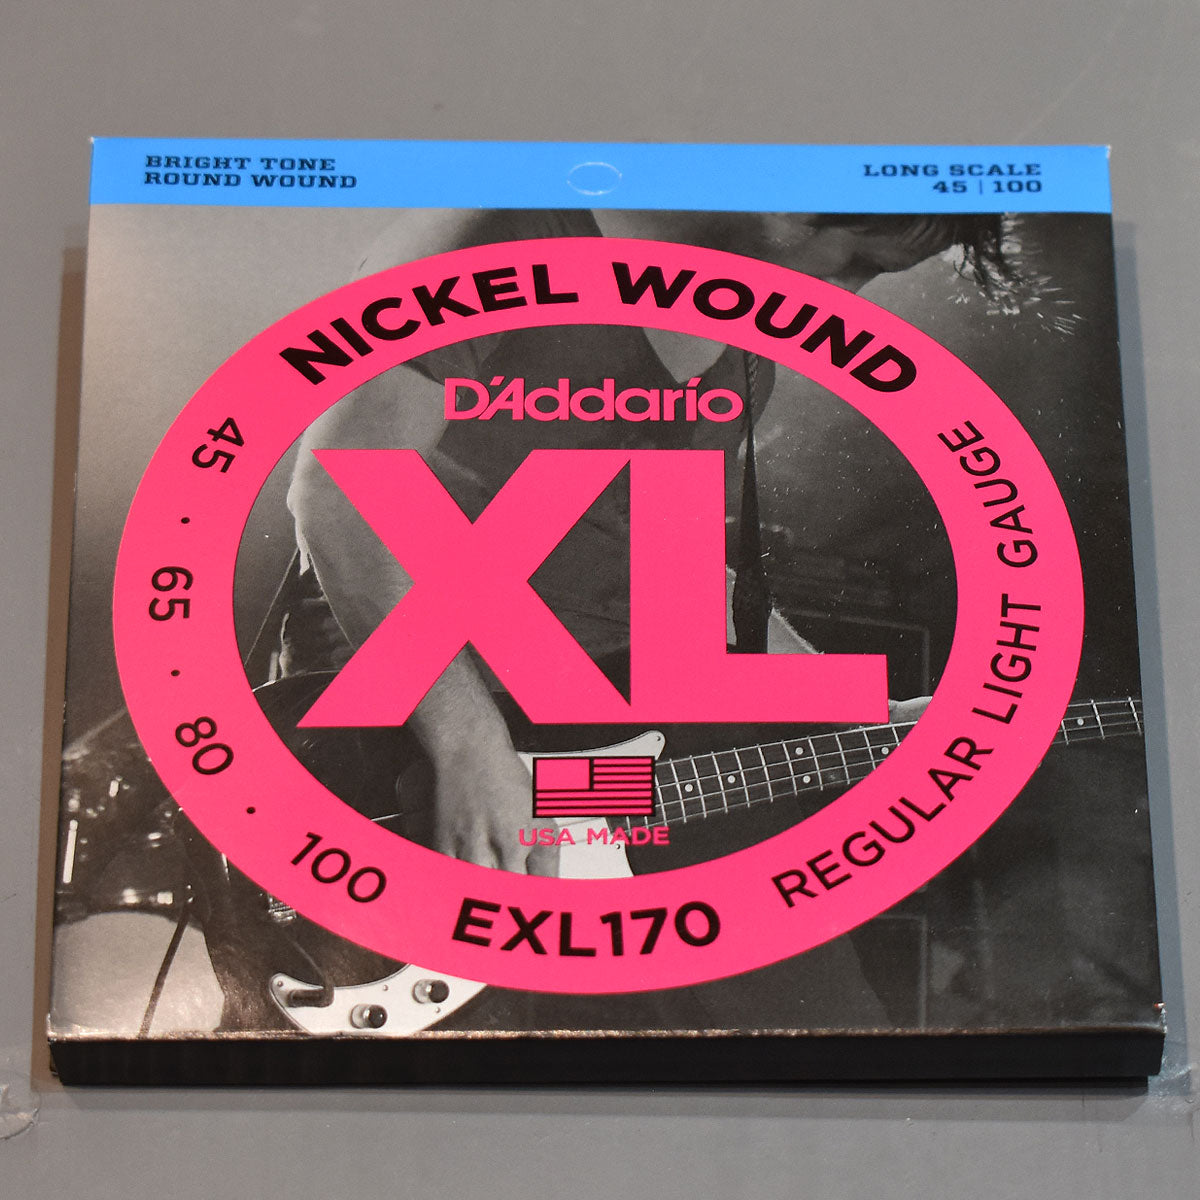 BRIGHT TONE
ROUND WOUND
LONG SCALE
45 | 100
NICKEL WOUND
D'Addario
XL
USA MADE
45 · 65 · 80 · 100
EXL170
REGULAR LIGHT GAUGE